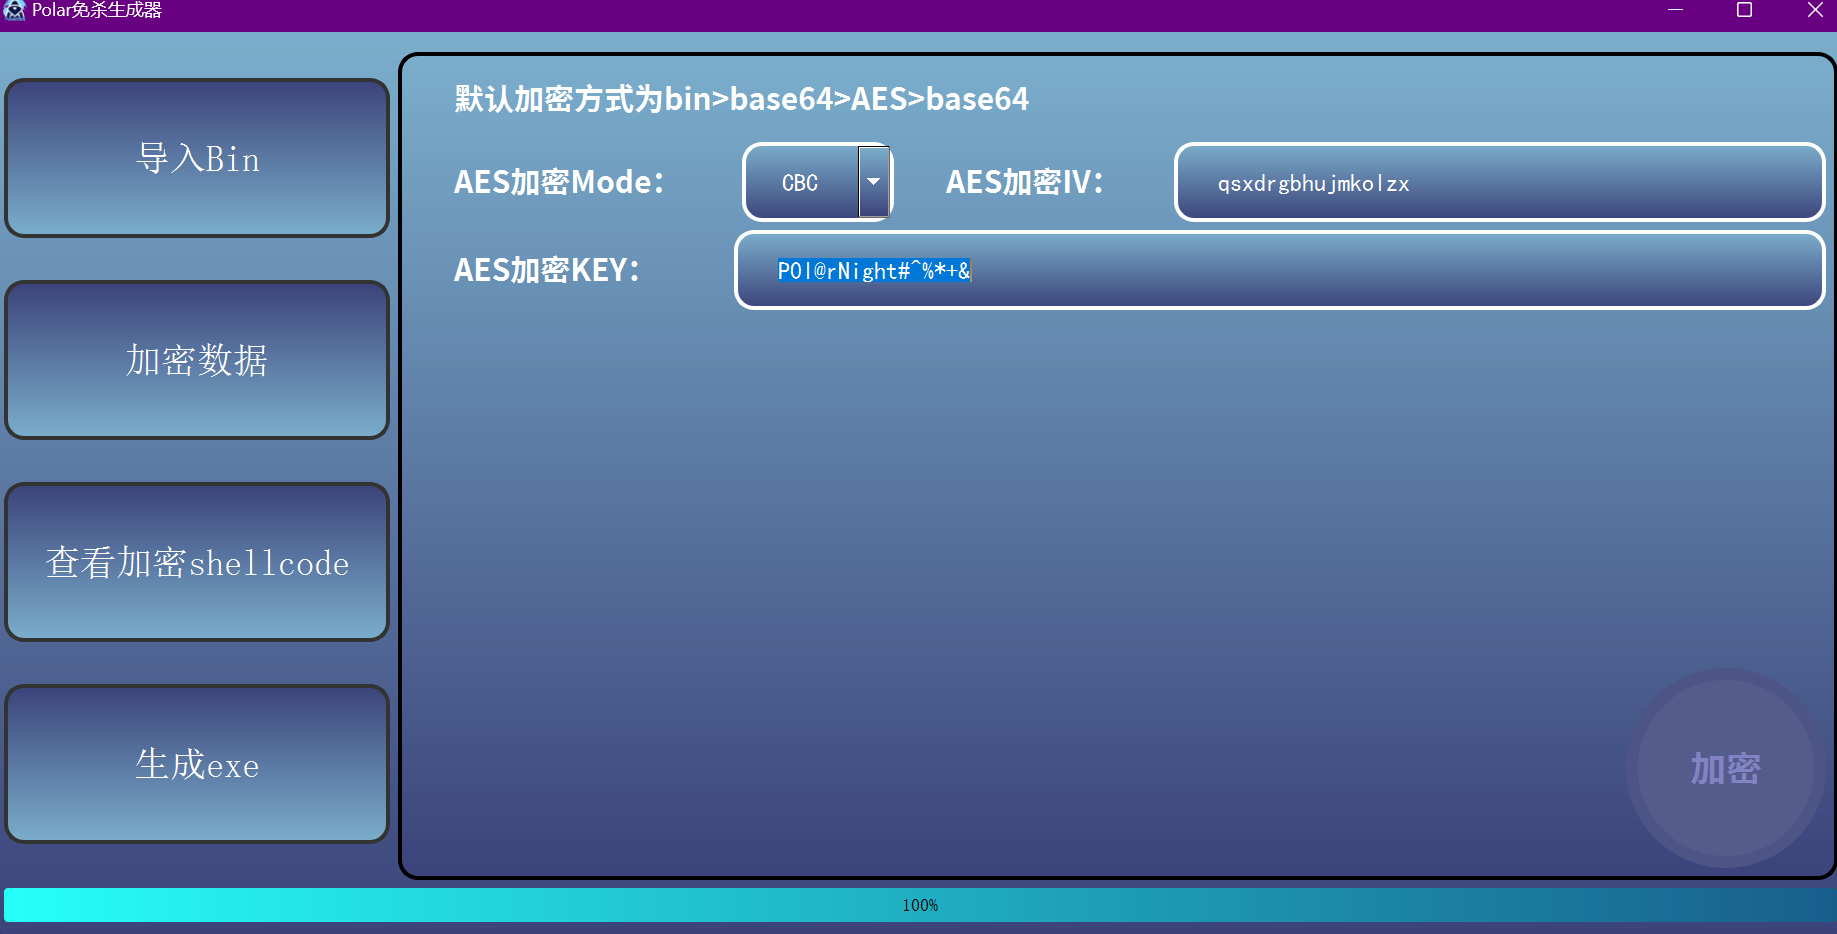 Polar免杀生成器
导入Bin
加密数据
查看加密shellcode
生成exe
默认加密方式为bin>base64>AES>base64
AES加密Mode：
CBC
AES加密IV：
qsxdrgbhujmkolzx
AES加密KEY：
P0l@rNight#^%*+&
加密
100%